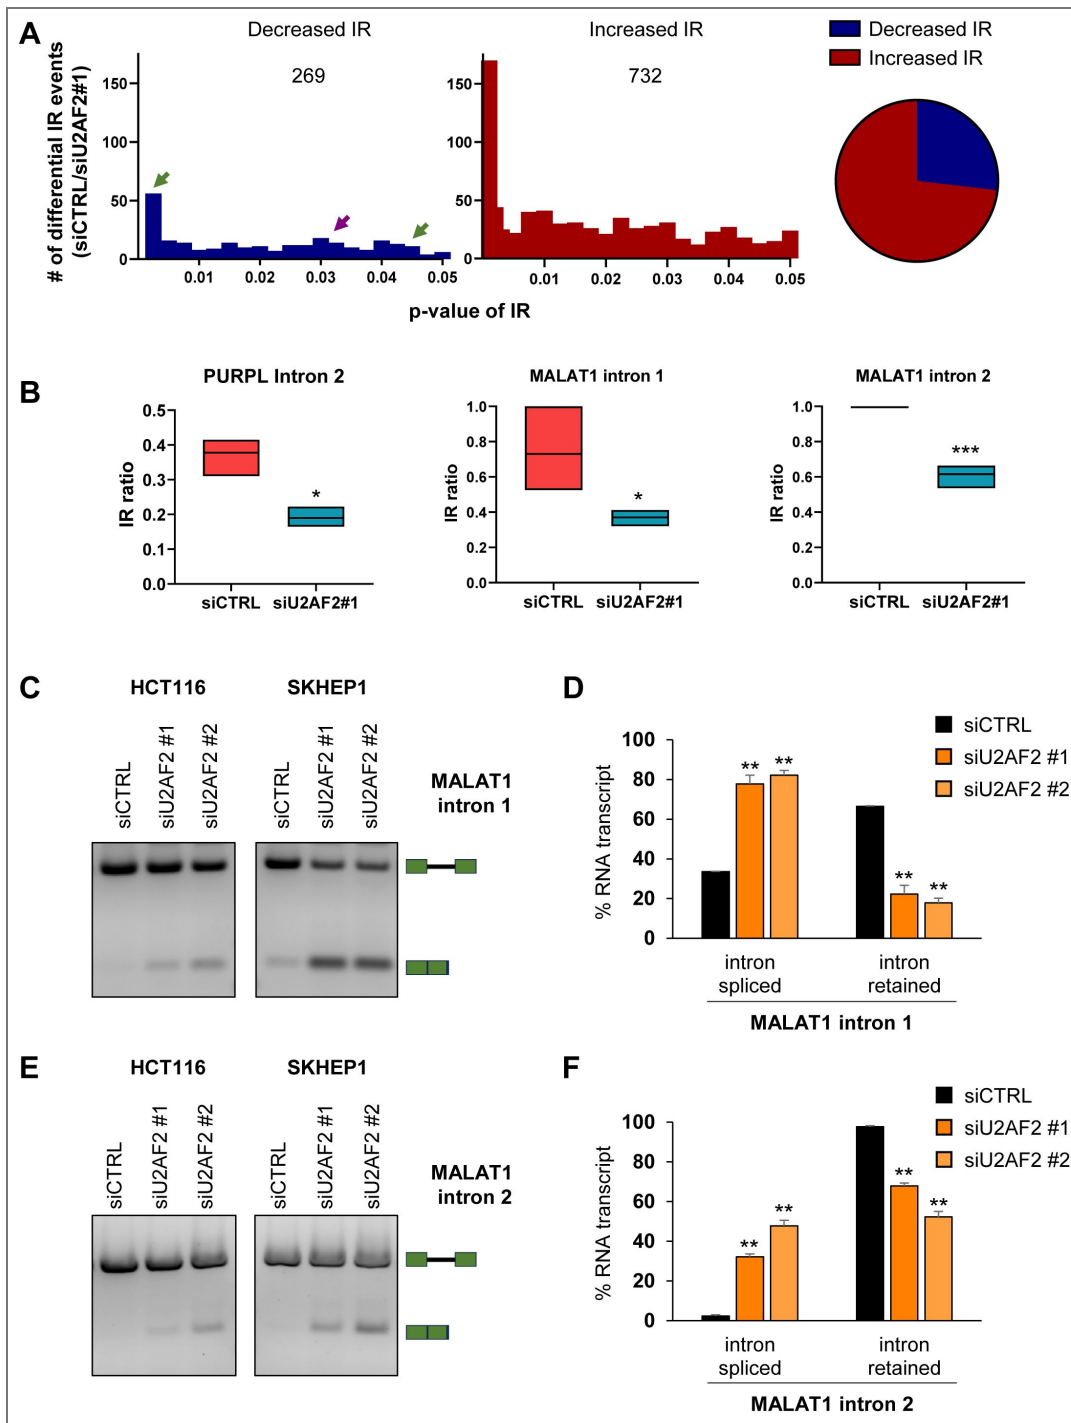 A
Decreased IR
Increased IR
Decreased IR
Increased IR
# of differential IR events
(siCTRL/siU2AF2#1)
150
100
50
0
269
0.01
0.02
0.03
0.04
0.05
150
100
50
0
732
0.01
0.02
0.03
0.04
0.05
p-value of IR
B
PURPL Intron 2
IR ratio
0.5
0.4
0.3
0.2
0.1
0.0
*
siCTRL
siU2AF2#1
MALAT1 intron 1
IR ratio
1.0
0.8
0.6
0.4
0.2
0.0
*
siCTRL
siU2AF2#1
MALAT1 intron 2
IR ratio
1.0
0.8
0.6
0.4
0.2
0.0
***
siCTRL
siU2AF2#1
C
HCT116
SKHEP1
siCTRL
siU2AF2 #1
siU2AF2 #2
siCTRL
siU2AF2 #1
siU2AF2 #2
MALAT1
intron 1
D
siCTRL
siU2AF2 #1
siU2AF2 #2
% RNA transcript
100
80
60
40
20
0
**
**
**
**
intron
spliced
intron
retained
MALAT1 intron 1
E
HCT116
SKHEP1
siCTRL
siU2AF2 #1
siU2AF2 #2
siCTRL
siU2AF2 #1
siU2AF2 #2
MALAT1
intron 2
F
siCTRL
siU2AF2 #1
siU2AF2 #2
% RNA transcript
100
80
60
40
20
0
**
**
**
**
intron
spliced
intron
retained
MALAT1 intron 2